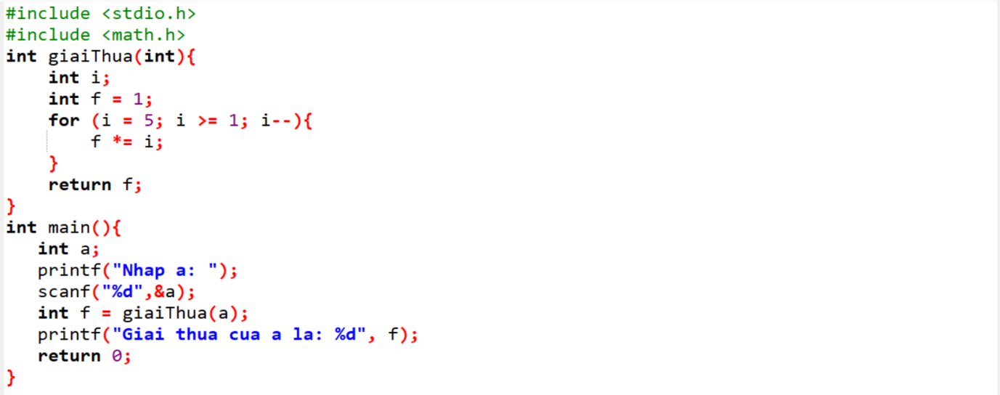 #include <stdio.h>
#include <math.h>
int giaiThua(int){
    int i;
    int f = 1;
    for (i = 5; i >= 1; i--){
        f *= i;
    }
    return f;
}
int main(){
   int a;
   printf("Nhap a: ");
   scanf("%d",&a);
   int f = giaiThua(a);
   printf("Giai thua cua a la: %d", f);
   return 0;
}